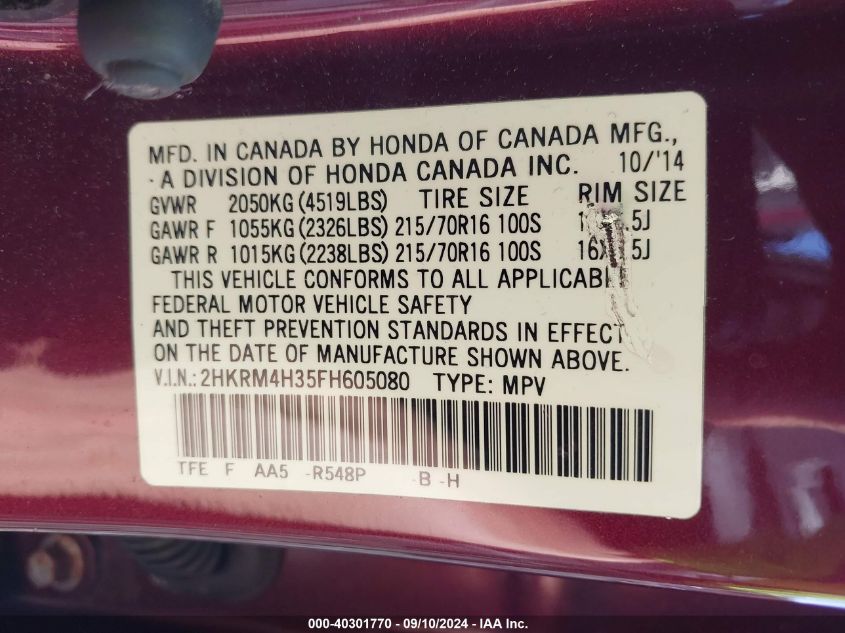 MFD. IN CANADA BY HONDA OF CANADA MFG.,
A DIVISION OF HONDA CANADA INC. 10/'14
GVWR 2050KG (4519LBS) TIRE SIZE RIM SIZE
GAWR F 1055KG (2326LBS) 215/70R16 100S
GAWR R 1015KG (2238LBS) 215/70R16 100S
THIS VEHICLE CONFORMS TO ALL APPLICABLE
FEDERAL MOTOR VEHICLE SAFETY
AND THEFT PREVENTION STANDARDS IN EFFECT
ON THE DATE OF MANUFACTURE SHOWN ABOVE.
V.I.N.: 2HKRM4H35FH605080 TYPE: MPV
TFE F AA5 -R548P -B -H
000-40301770 - 09/10/2024 - IAA Inc.